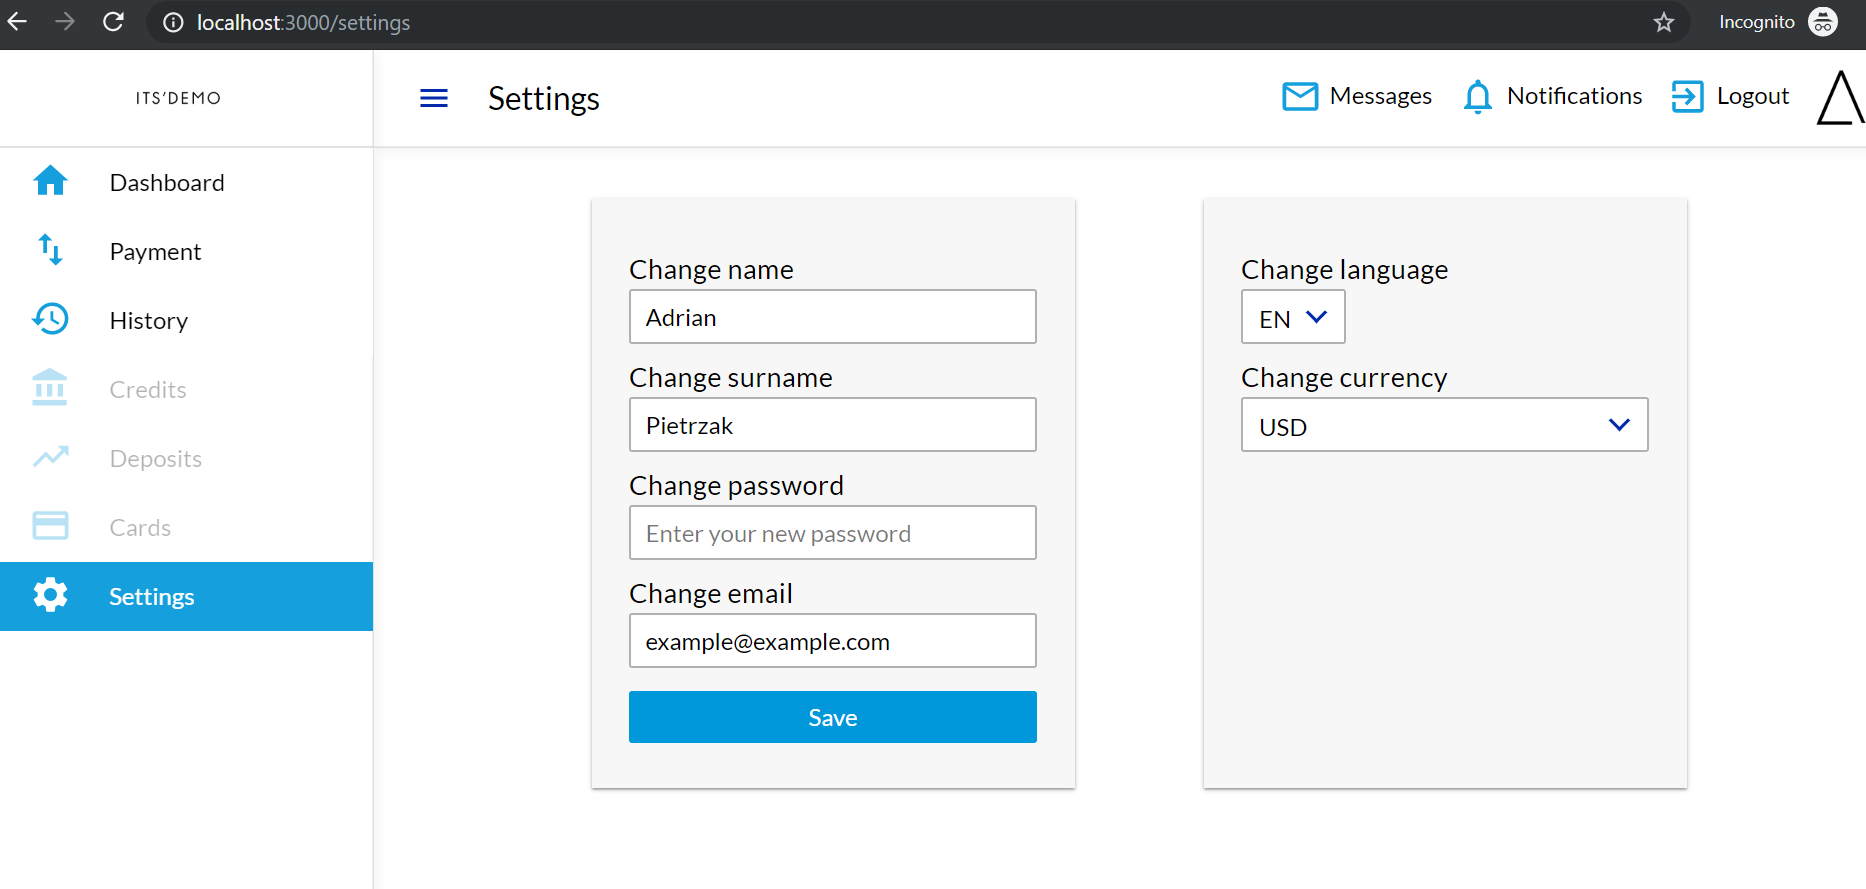 localhost:3000/settings
Incognito
ITS'DEMO
Settings
Messages
Notifications
Logout
Dashboard
Payment
History
Credits
Deposits
Cards
Settings
Change name
Adrian
Change surname
Pietrzak
Change password
Enter your new password
Change email
example@example.com
Save
Change language
EN
Change currency
USD